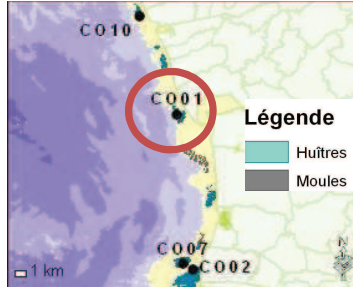 CO10
CO01
Légende
Huîtres
Moules
CO07
CO02
1 km